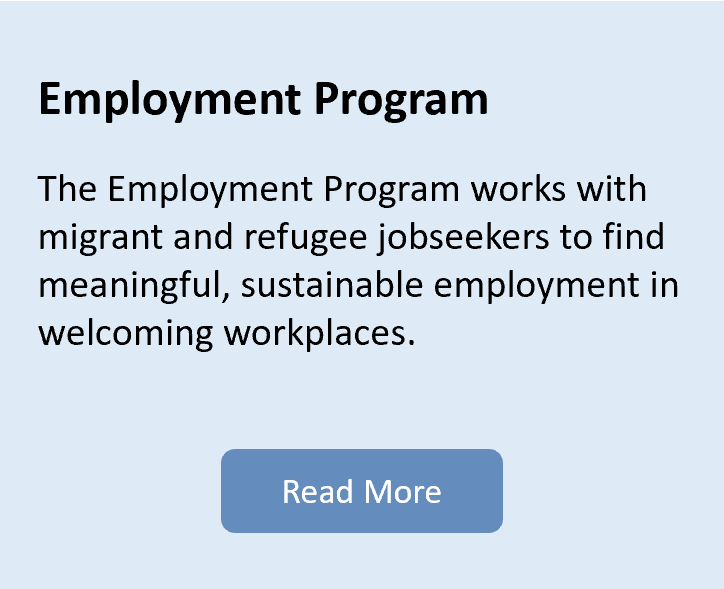 Employment Program
The Employment Program works with
migrant and refugee jobseekers to find
meaningful, sustainable employment in
welcoming workplaces.
Read More